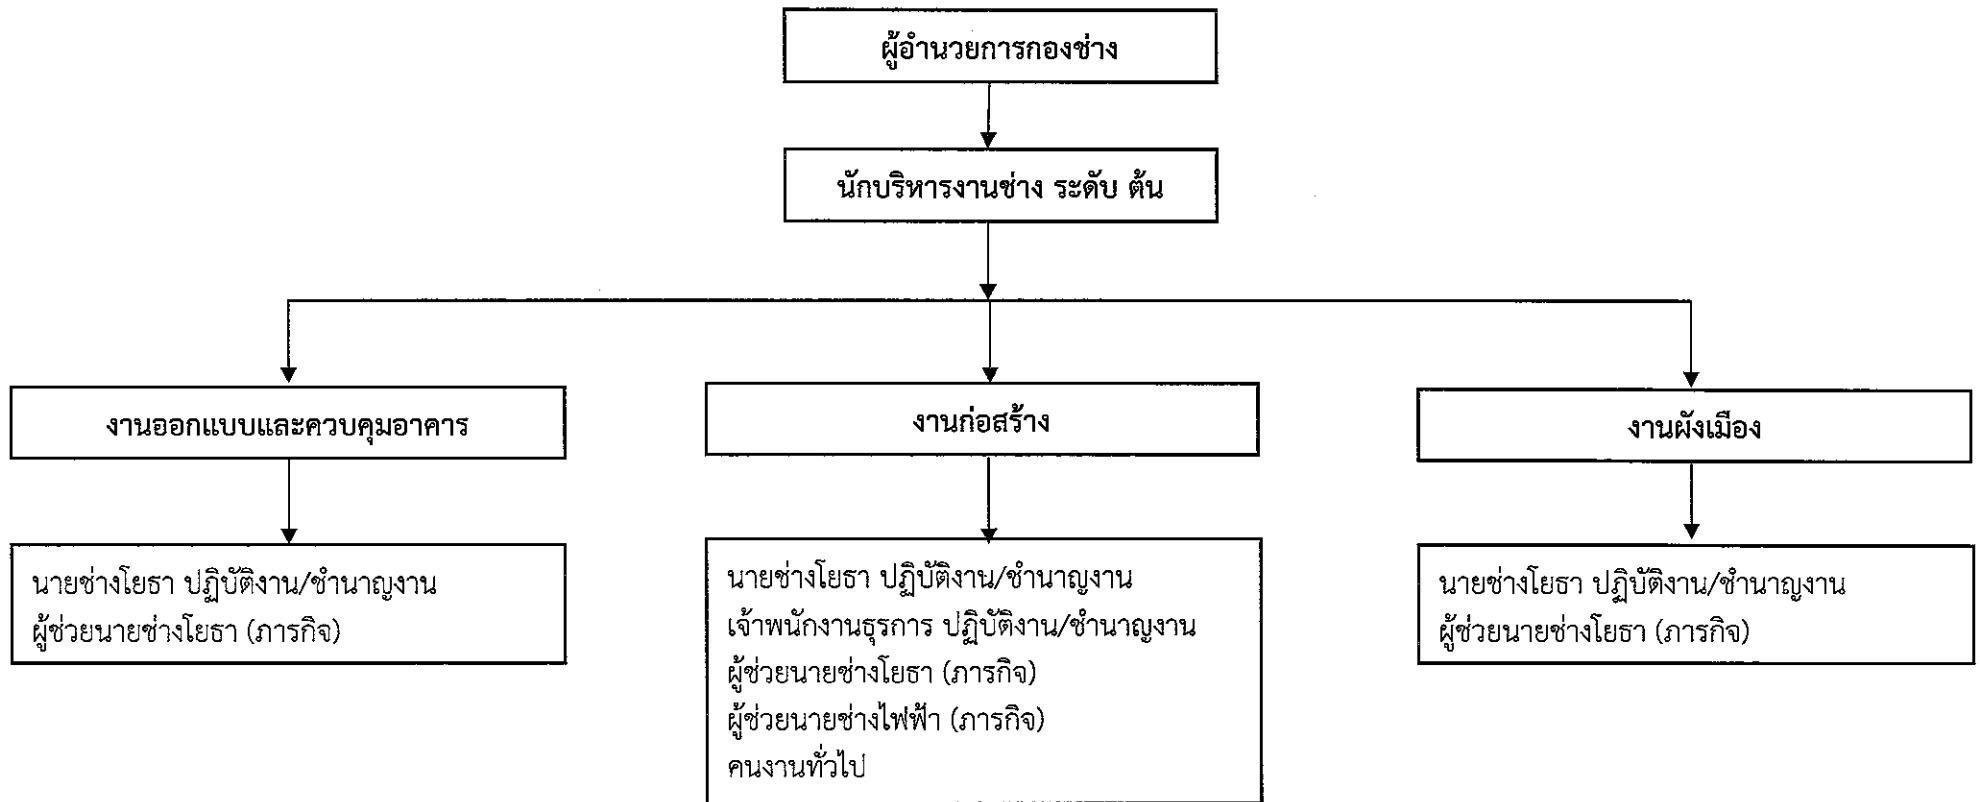 ผู้อำนวยการกองช่าง
นักบริหารงานช่าง ระดับ ต้น
งานออกแบบและควบคุมอาคาร
นายช่างโยธา ปฏิบัติงาน/ชำนาญงาน
ผู้ช่วยนายช่างโยธา (ภารกิจ)
งานก่อสร้าง
นายช่างโยธา ปฏิบัติงาน/ชำนาญงาน
เจ้าพนักงานธุรการ ปฏิบัติงาน/ชำนาญงาน
ผู้ช่วยนายช่างโยธา (ภารกิจ)
ผู้ช่วยนายช่างไฟฟ้า (ภารกิจ)
คนงานทั่วไป
งานผังเมือง
นายช่างโยธา ปฏิบัติงาน/ชำนาญงาน
ผู้ช่วยนายช่างโยธา (ภารกิจ)